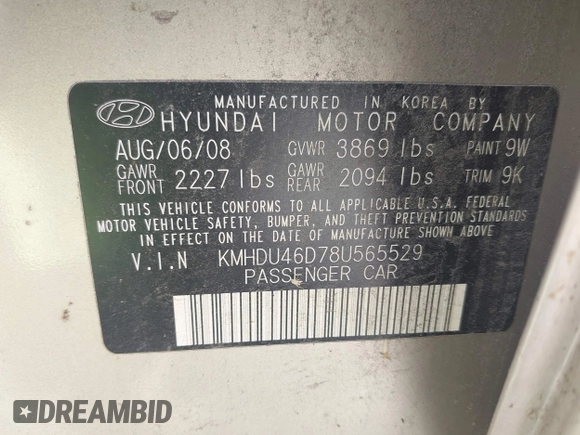 MANUFACTURED IN KOREA BY
HYUNDAI MOTOR COMPANY
AUG/06/08 GVWR 3869 lbs PAINT 9W
GAWR FRONT 2227 lbs GAWR REAR 2094 lbs TRIM 9K
THIS VEHICLE CONFORMS TO ALL APPLICABLE U.S.A. FEDERAL
MOTOR VEHICLE SAFETY, BUMPER, AND THEFT PREVENTION STANDARDS
IN EFFECT ON THE DATE OF MANUFACTURE SHOWN ABOVE.
V.I.N KMHDU46D78U565529
PASSENGER CAR
DREAMBID